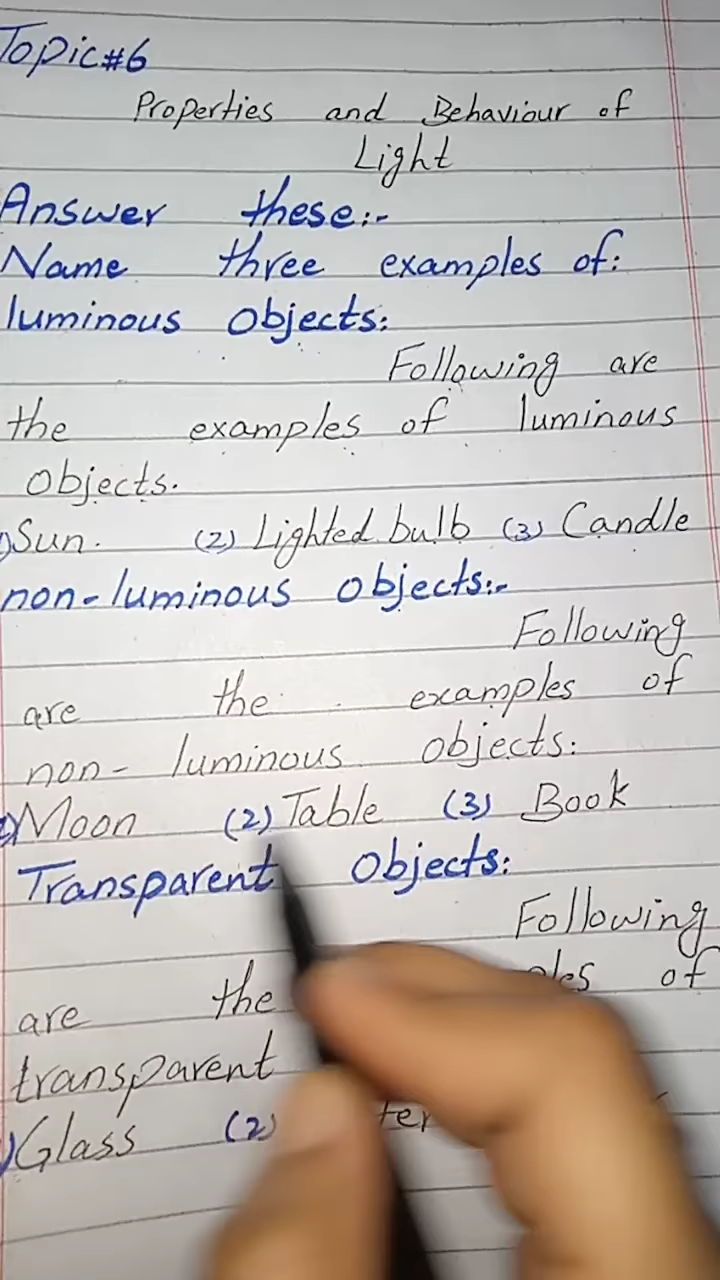 Topic#6
Properties and Behaviour of
Light
Answer these:-
Name three examples of:
luminous objects:
Following are
the examples of luminous
objects.
)Sun. (2) Lighted bulb (3) Candle
non-luminous objects:-
Following
are the examples of
non-luminous objects:
)Moon (2) Table (3) Book
Transparent Objects:
Following
are the of
transparent
)Glass (2)